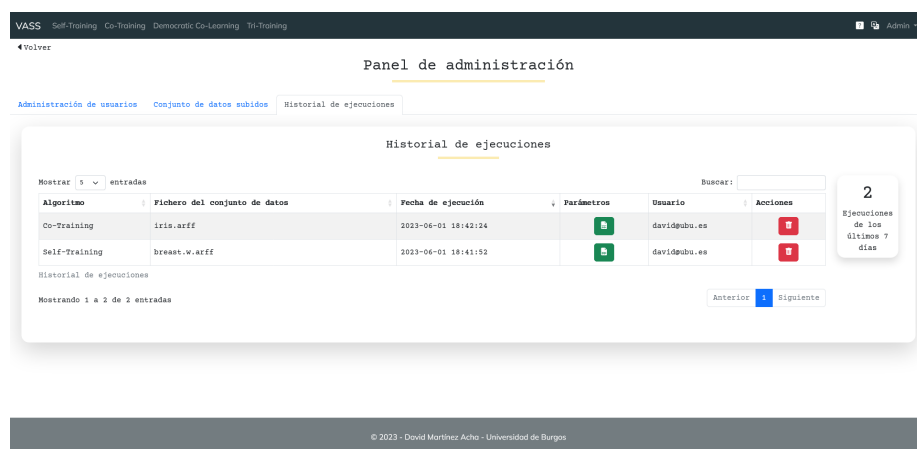 VASS Self-Training Co-Training Democratic Co-Learning Tri-Training Admin
Volver
Panel de administración
Administración de usuarios Conjunto de datos subidos Historial de ejecuciones
Historial de ejecuciones
Mostrar 5 entradas Buscar:
Algoritmo Fichero del conjunto de datos Fecha de ejecución Parámetros Usuario Acciones
Co-Training iris.arff 2023-06-01 18:42:24 david@ubu.es
Self-Training breast.w.arff 2023-06-01 18:41:52 david@ubu.es
Historial de ejecuciones
Mostrando 1 a 2 de 2 entradas
Anterior 1 Siguiente
2
Ejecuciones
de los
últimos 7
días
© 2023 - David Martínez Acha - Universidad de Burgos